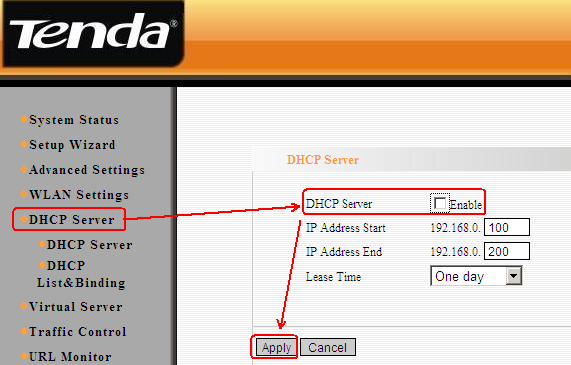 Tenda
System Status
Setup Wizard
Advanced Settings
WLAN Settings
DHCP Server
DHCP Server
DHCP
List&Binding
Virtual Server
Traffic Control
URL Monitor
DHCP Server
DHCP Server Enable
IP Address Start 192.168.0. 100
IP Address End 192.168.0. 200
Lease Time One day
Apply Cancel